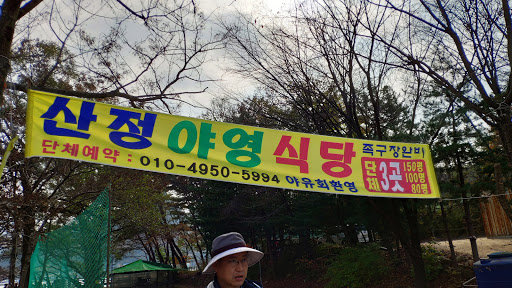 산정 야영 식당
단체예약 : 010-4950-5994 야유회환영
족구장완비
단체 3곳
150명
100명
80명